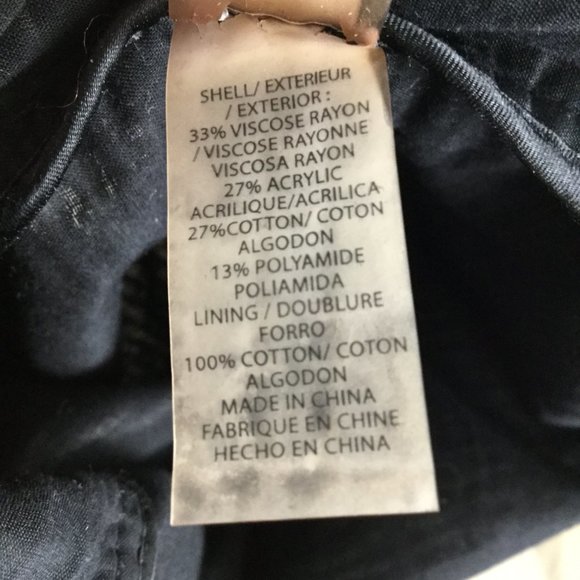 SHELL/ EXTERIEUR
/ EXTERIOR :
33% VISCOSE RAYON
/ VISCOSE RAYONNE
VISCOSA RAYON
27% ACRYLIC
ACRILIQUE/ACRILICA
27%COTTON/ COTON
ALGODON
13% POLYAMIDE
POLIAMIDA
LINING / DOUBLURE
FORRO
100% COTTON/ COTON
ALGODON
MADE IN CHINA
FABRIQUE EN CHINE
HECHO EN CHINA